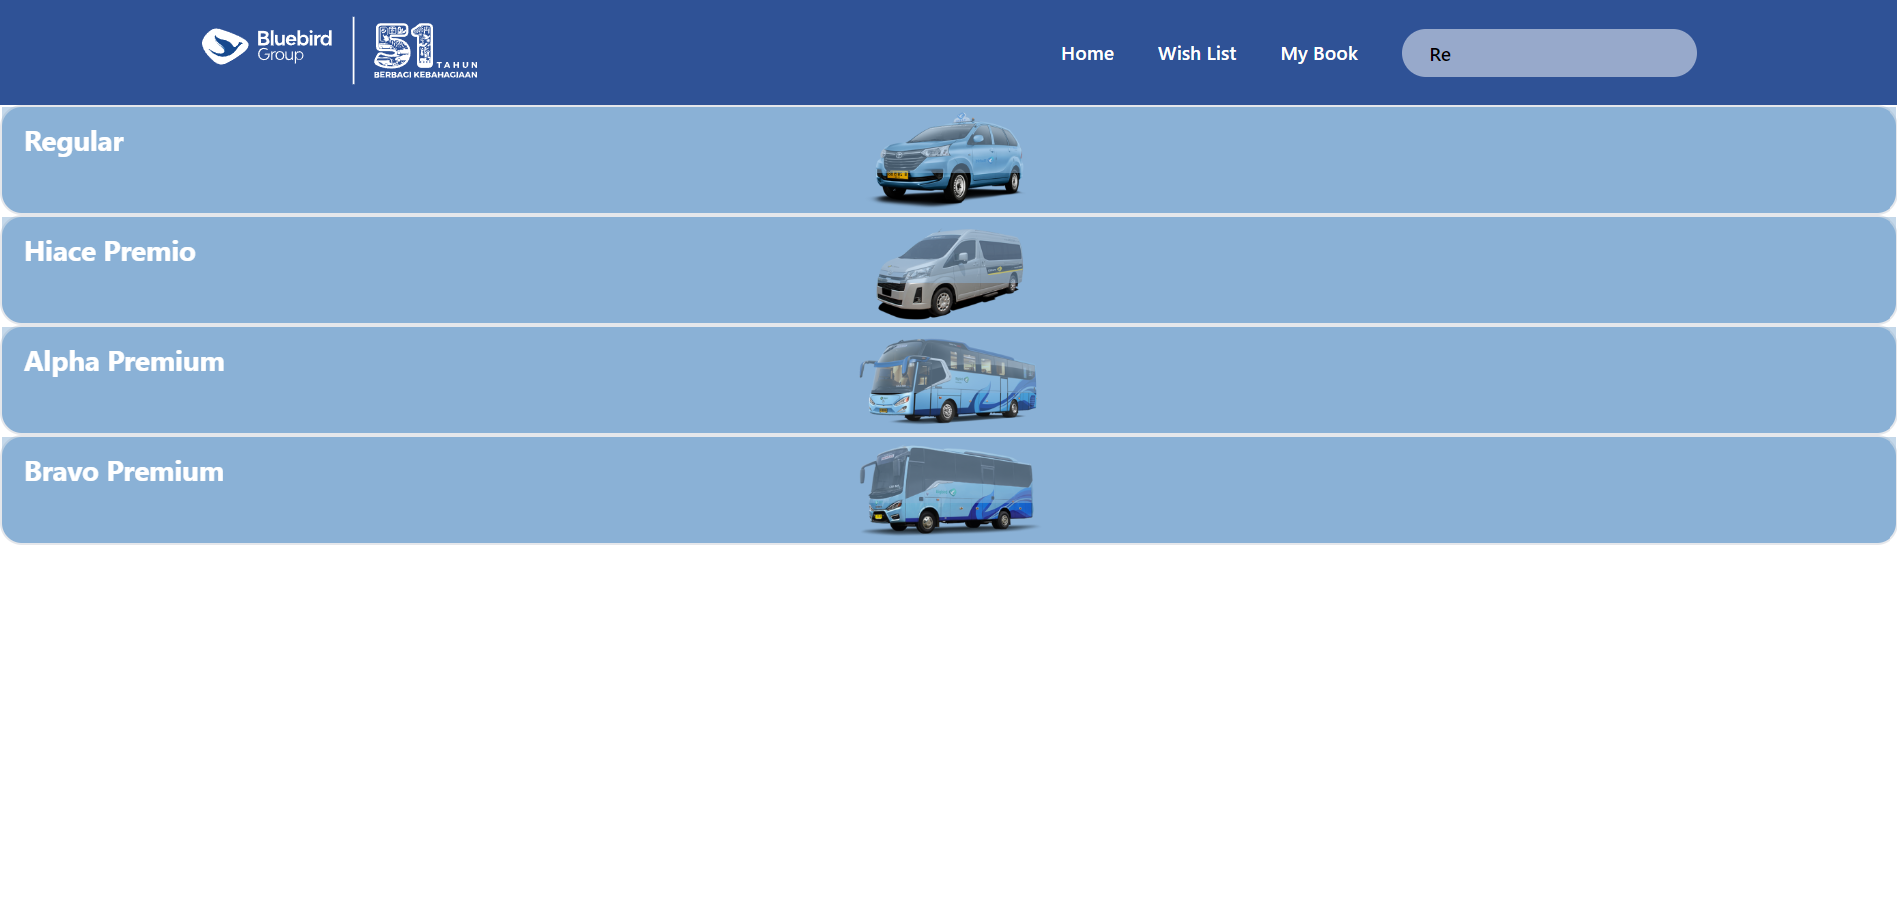 Bluebird
Group
51
TAHUN
BERBAGI KEBAHAGIAAN
Home
Wish List
My Book
Re
Regular
Hiace Premio
Alpha Premium
Bravo Premium